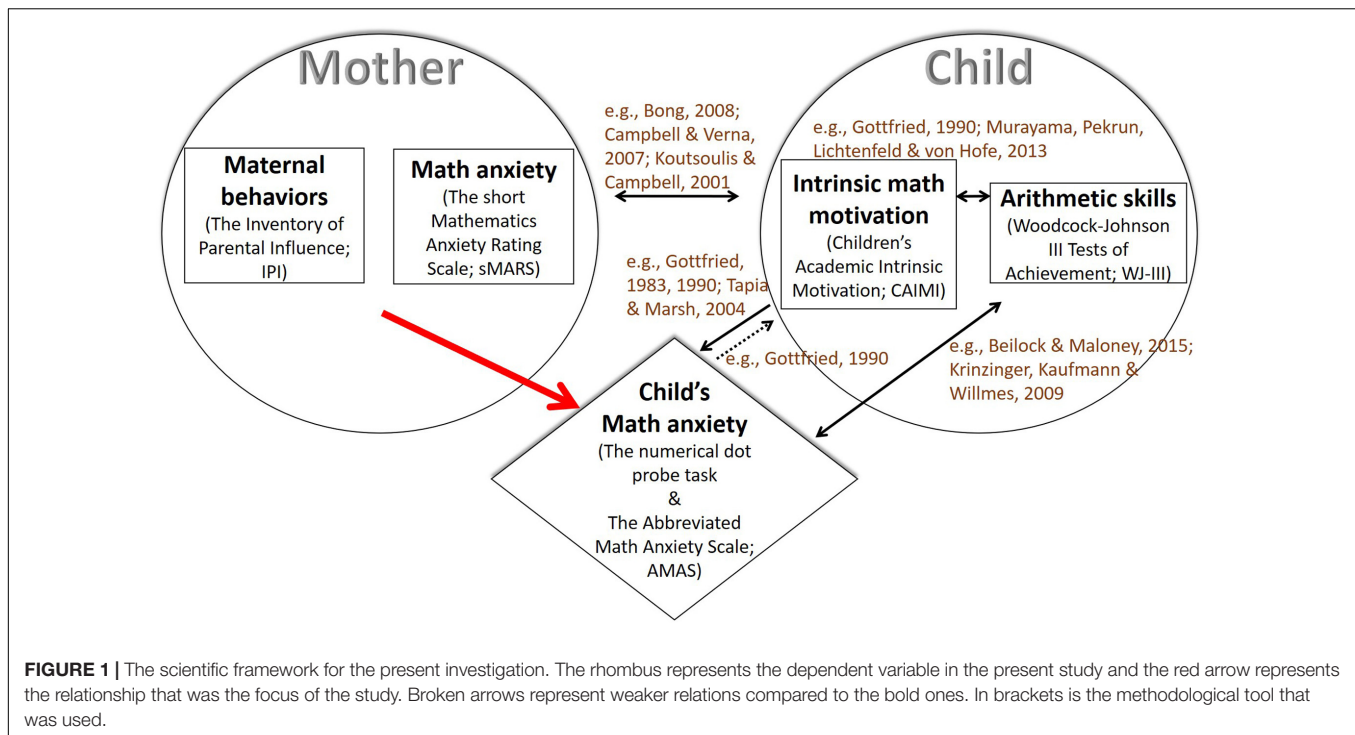 Mother
Child
e.g., Bong, 2008;
Campbell & Verna,
2007; Koutsoulis &
Campbell, 2001
e.g., Gottfried, 1990; Murayama, Pekrun,
Lichtenfeld & von Hofe, 2013
Maternal
behaviors
(The Inventory of
Parental Influence;
IPI)
Math anxiety
(The short
Mathematics
Anxiety Rating
Scale; sMARS)
Intrinsic math
motivation
(Children's
Academic Intrinsic
Motivation; CAIMI)
Arithmetic skills
(Woodcock-Johnson
III Tests of
Achievement; WJ-III)
e.g., Gottfried,
1983, 1990; Tapia
& Marsh, 2004
e.g., Gottfried, 1990
e.g., Beilock & Maloney, 2015;
Krinzinger, Kaufmann &
Willmes, 2009
Child's
Math anxiety
(The numerical dot
probe task
&
The Abbreviated
Math Anxiety Scale;
AMAS)
FIGURE 1 | The scientific framework for the present investigation. The rhombus represents the dependent variable in the present study and the red arrow represents
the relationship that was the focus of the study. Broken arrows represent weaker relations compared to the bold ones. In brackets is the methodological tool that
was used.